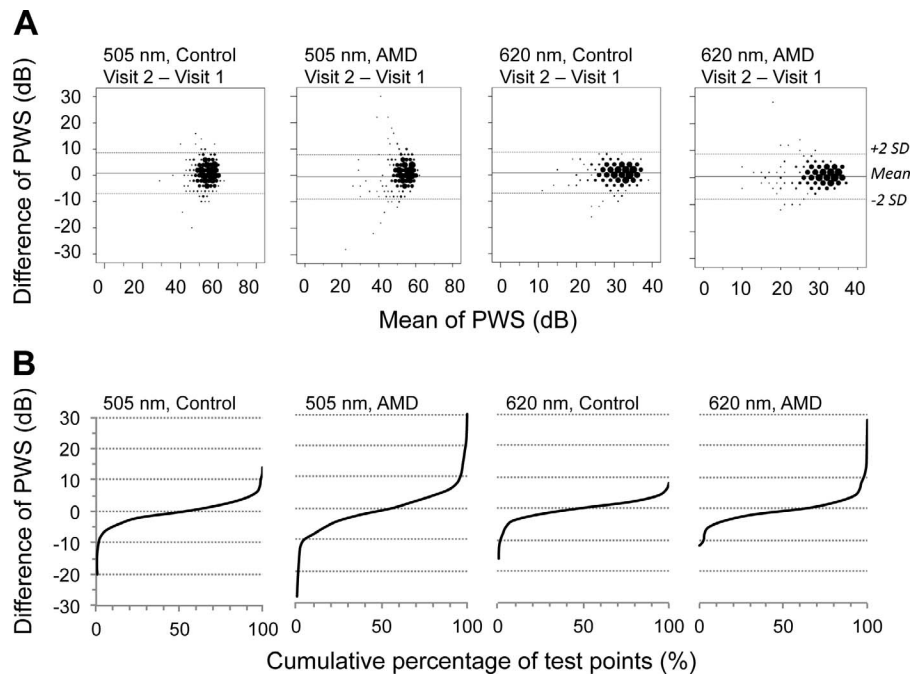 A
505 nm, Control
Visit 2 – Visit 1
505 nm, AMD
Visit 2 – Visit 1
620 nm, Control
Visit 2 – Visit 1
620 nm, AMD
Visit 2 – Visit 1
Difference of PWS (dB)
30
20
10
0
-10
-20
-30
+2 SD
Mean
-2 SD
0 20 40 60 80
0 20 40 60 80
0 10 20 30 40
0 10 20 30 40
Mean of PWS (dB)
B
505 nm, Control
505 nm, AMD
620 nm, Control
620 nm, AMD
Difference of PWS (dB)
30
20
10
0
-10
-20
-30
0 50 100
0 50 100
0 50 100
0 50 100
Cumulative percentage of test points (%)